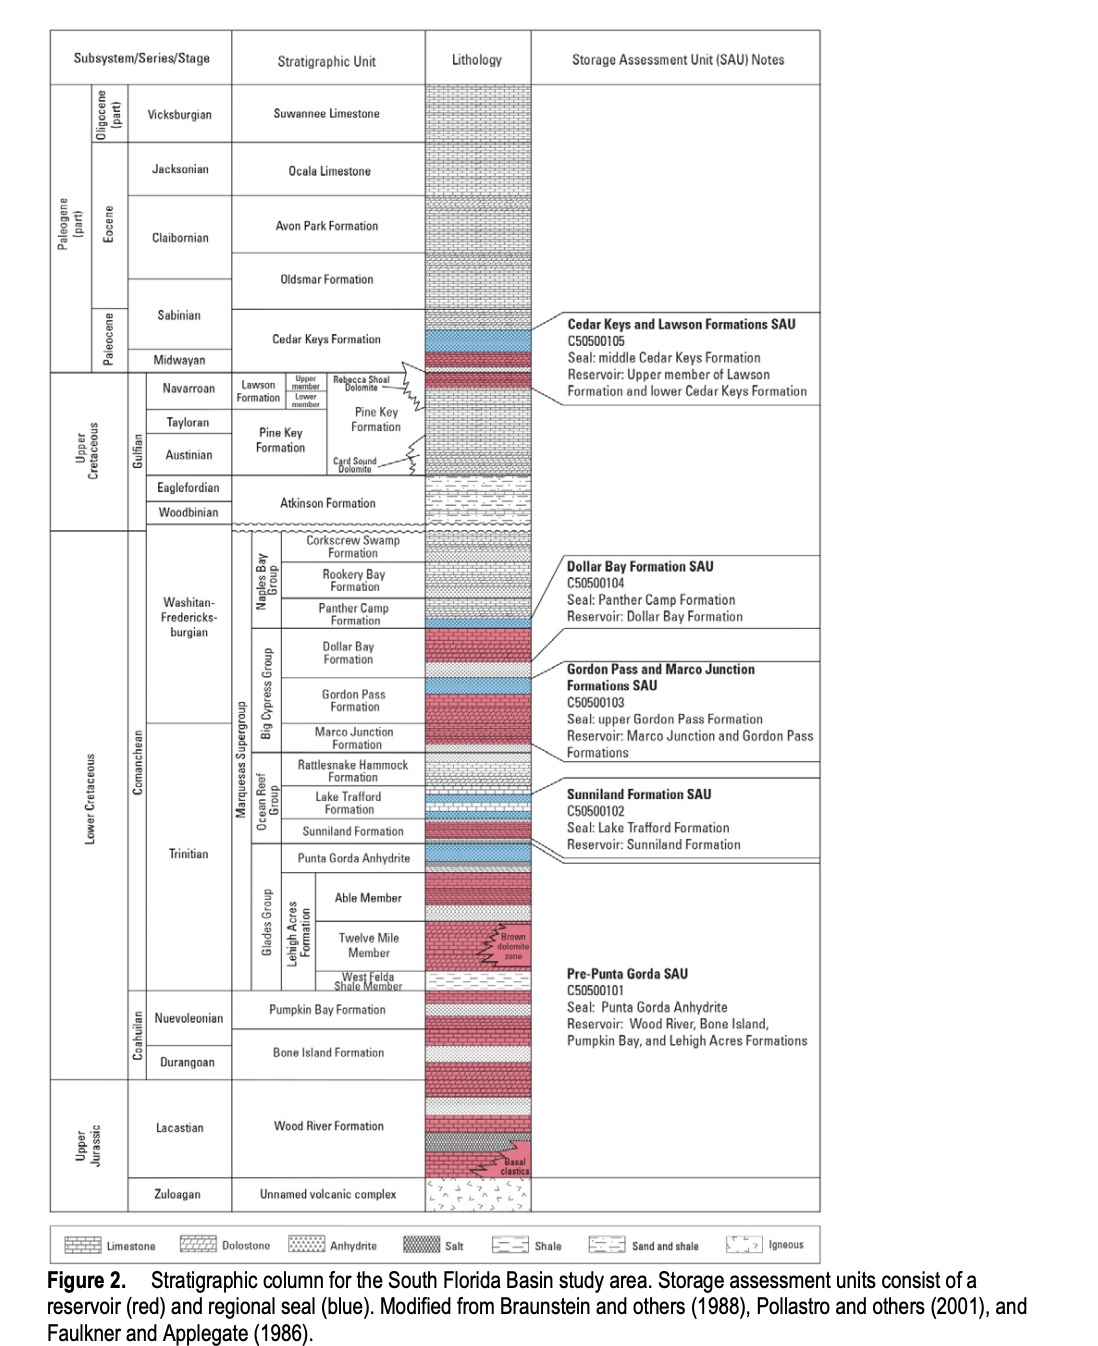 Subsystem/Series/Stage
Stratigraphic Unit
Lithology
Storage Assessment Unit (SAU) Notes
Paleogene
(part)
Oligocene
(part)
Vicksburgian
Suwannee Limestone
Eocene
Jacksonian
Ocala Limestone
Claibornian
Avon Park Formation
Oldsmar Formation
Sabinian
Paleocene
Cedar Keys Formation
Midwayan
Cedar Keys and Lawson Formations SAU
C50500105
Seal: middle Cedar Keys Formation
Reservoir: Upper member of Lawson
Formation and lower Cedar Keys Formation
Upper
Cretaceous
Gulfian
Navarroan
Lawson
Formation
Upper
member
Lower
member
Rebecca Shoal
Dolomite
Pine Key
Formation
Tayloran
Pine Key
Formation
Austinian
Card Sound
Dolomite
Eaglefordian
Woodbinian
Atkinson Formation
Lower Cretaceous
Comanchean
Washitan-
Fredericks-
burgian
Marquesas Supergroup
Naples Bay
Group
Corkscrew Swamp
Formation
Rookery Bay
Formation
Panther Camp
Formation
Dollar Bay Formation SAU
C50500104
Seal: Panther Camp Formation
Reservoir: Dollar Bay Formation
Big Cypress Group
Dollar Bay
Formation
Gordon Pass
Formation
Marco Junction
Formation
Gordon Pass and Marco Junction
Formations SAU
C50500103
Seal: upper Gordon Pass Formation
Reservoir: Marco Junction and Gordon Pass
Formations
Trinitian
Ocean Reef
Group
Rattlesnake Hammock
Formation
Lake Trafford
Formation
Sunniland Formation
Sunniland Formation SAU
C50500102
Seal: Lake Trafford Formation
Reservoir: Sunniland Formation
Glades Group
Punta Gorda Anhydrite
Lehigh Acres
Formation
Able Member
Twelve Mile
Member
Brown
dolomite
zone
West Felda
Shale Member
Pre-Punta Gorda SAU
C50500101
Seal: Punta Gorda Anhydrite
Reservoir: Wood River, Bone Island,
Pumpkin Bay, and Lehigh Acres Formations
Coahuilan
Nuevoleonian
Pumpkin Bay Formation
Durangoan
Bone Island Formation
Upper
Jurassic
Lacastian
Wood River Formation
Basal
clastics
Zuloagan
Unnamed volcanic complex
Limestone
Dolostone
Anhydrite
Salt
Shale
Sand and shale
Igneous
Figure 2. Stratigraphic column for the South Florida Basin study area. Storage assessment units consist of a
reservoir (red) and regional seal (blue). Modified from Braunstein and others (1988), Pollastro and others (2001), and
Faulkner and Applegate (1986).